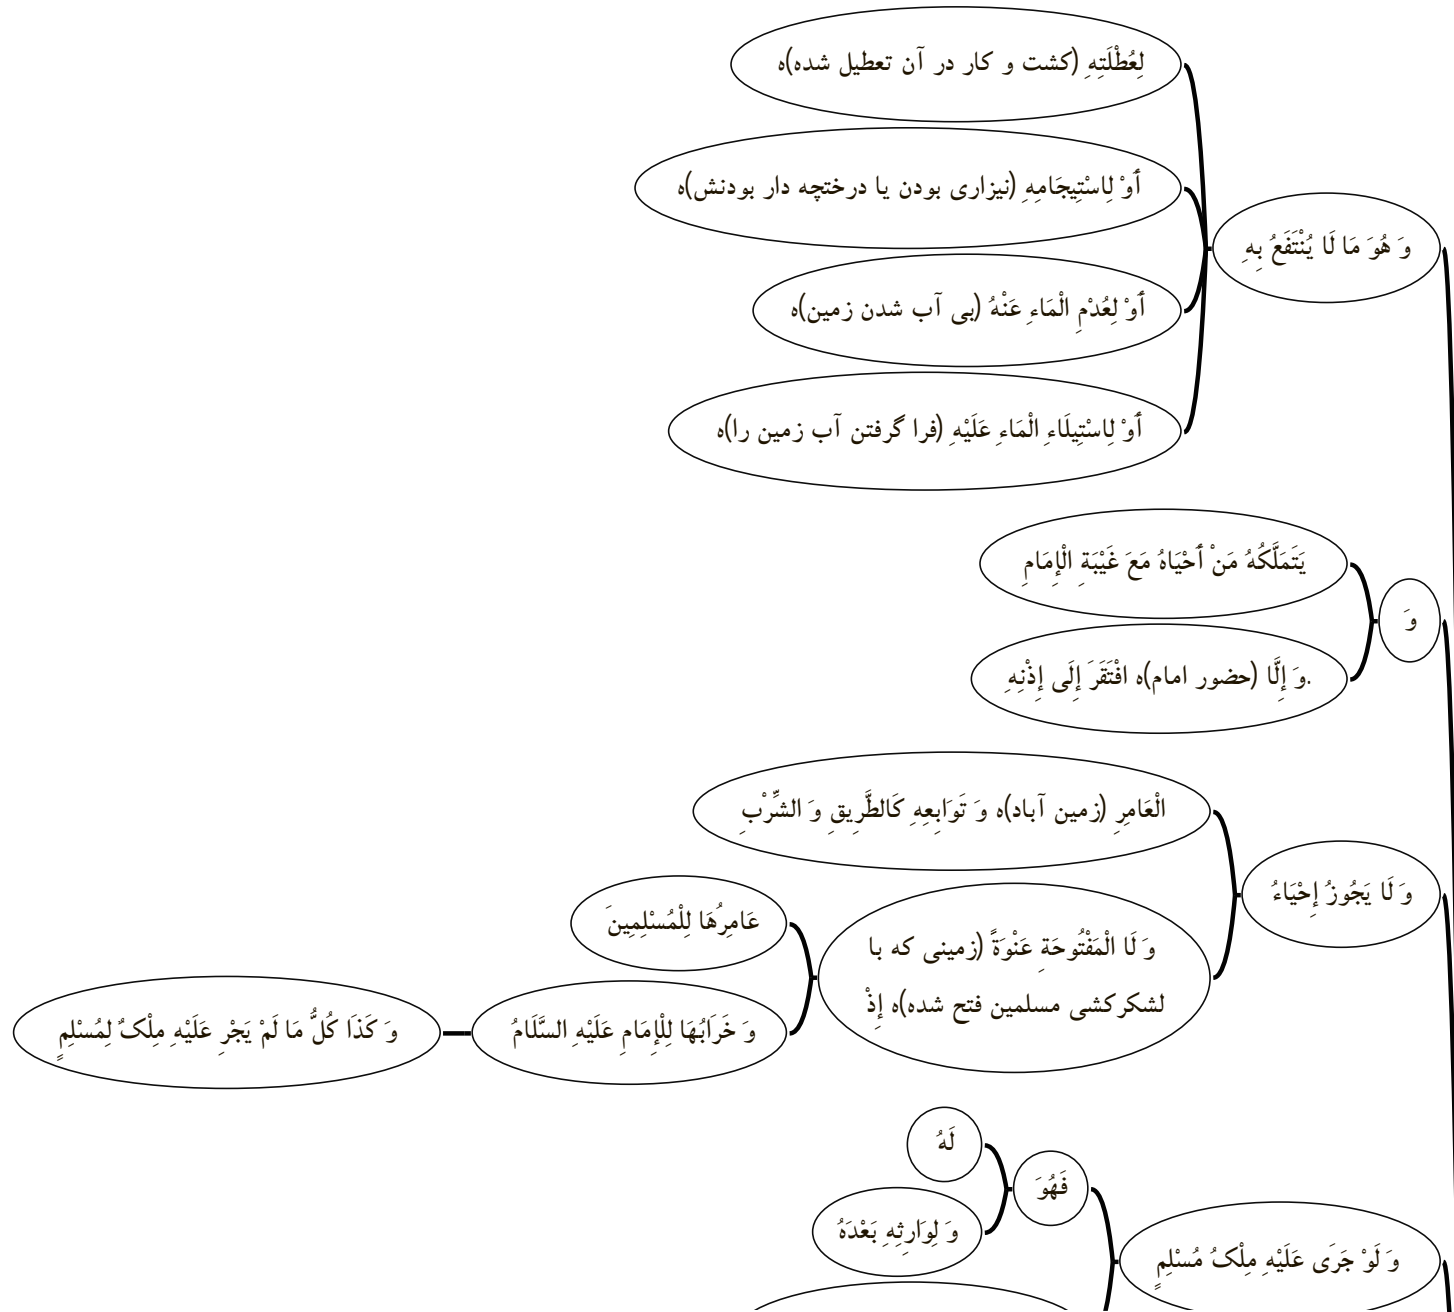 وَ هُوَ مَا لَا يُنْتَفَعُ بِهِ
لِعُطْلَتِهِ (کشت و کار در آن تعطیل شده)ه
أَوْ لِاسْتِيجَامِهِ (نیزاری بودن یا درختچه دار بودنش)ه
أَوْ لِعُدْمِ الْمَاءِ عَنْهُ (بی آب شدن زمین)ه
أَوْ لِاسْتِيلَاءِ الْمَاءِ عَلَيْهِ (فرا گرفتن آب زمین را)ه
وَ
يَتَمَلَّكُهُ مَنْ أَحْيَاهُ مَعَ غَيْبَةِ الْإِمَامِ
.وَ إِلَّا (حضور امام)ه افْتَقَرَ إِلَى إِذْنِهِ
وَ لَا يَجُوزُ إِحْيَاءُ
الْعَامِرِ (زمین آباد)ه وَ تَوَابِعِهِ كَالطَّرِيقِ وَ الشِّرْبِ
وَ لَا الْمَفْتُوحَةِ عَنْوَةً (زمینی که با
لشکرکشی مسلمین فتح شده)ه إِذْ
عَامِرُهَا لِلْمُسْلِمِينَ
وَ خَرَابُهَا لِلْإِمَامِ عَلَيْهِ السَّلَامُ
وَ كَذَا كُلُّ مَا لَمْ يَجْرِ عَلَيْهِ مِلْکٌ لِمُسْلِمٍ
وَ لَوْ جَرَى عَلَيْهِ مِلْکُ مُسْلِمٍ
فَهُوَ
لَهُ
وَ لِوَارِثِهِ بَعْدَهُ